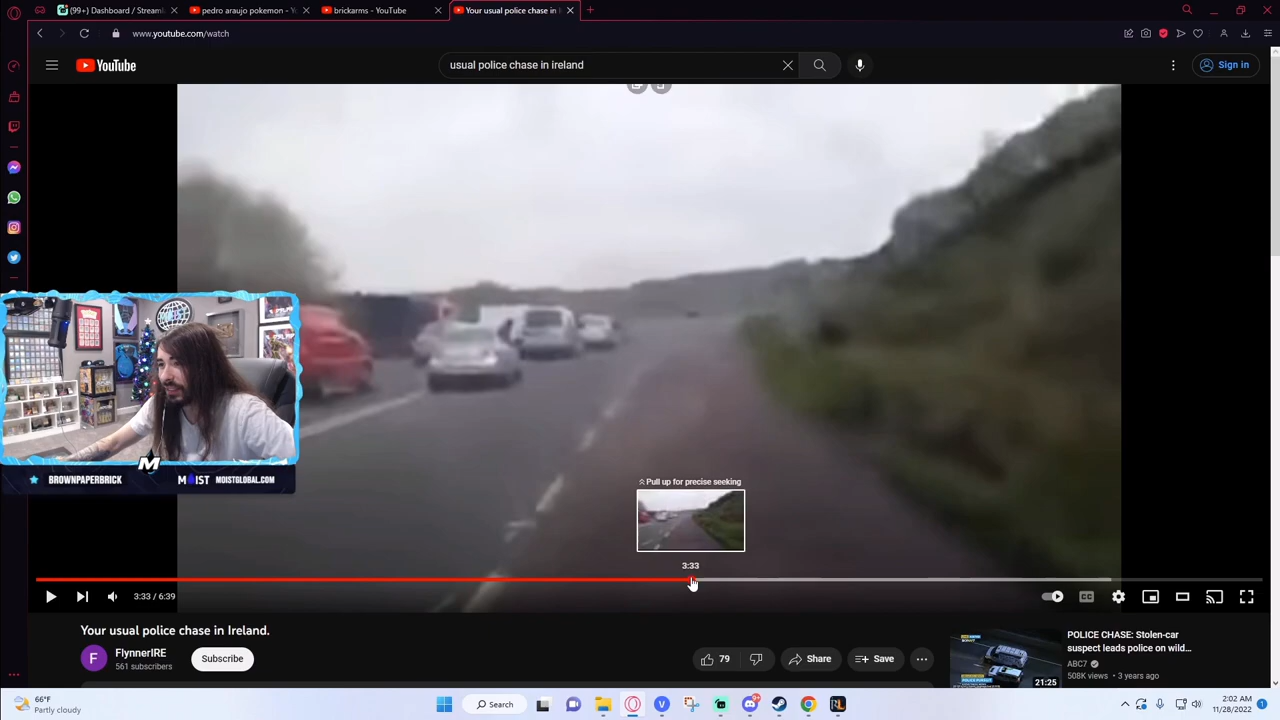 (99+) Dashboard / Streamla
pedro araujo pokemon - Yo
brickarms - YouTube
Your usual police chase in I
www.youtube.com/watch
YouTube
usual police chase in ireland
Sign in
BROWNPAPERBRICK
M
M IST
MOISTGLOBAL.COM
Pull up for precise seeking
3:33
3:33 / 6:39
CC
Your usual police chase in Ireland.
F
FlynnerIRE
561 subscribers
Subscribe
79
Share
Save
POLICE CHASE: Stolen-car
suspect leads police on wild...
ABC7
508K views • 3 years ago
21:25
66°F
Partly cloudy
Search
2:02 AM
11/28/2022